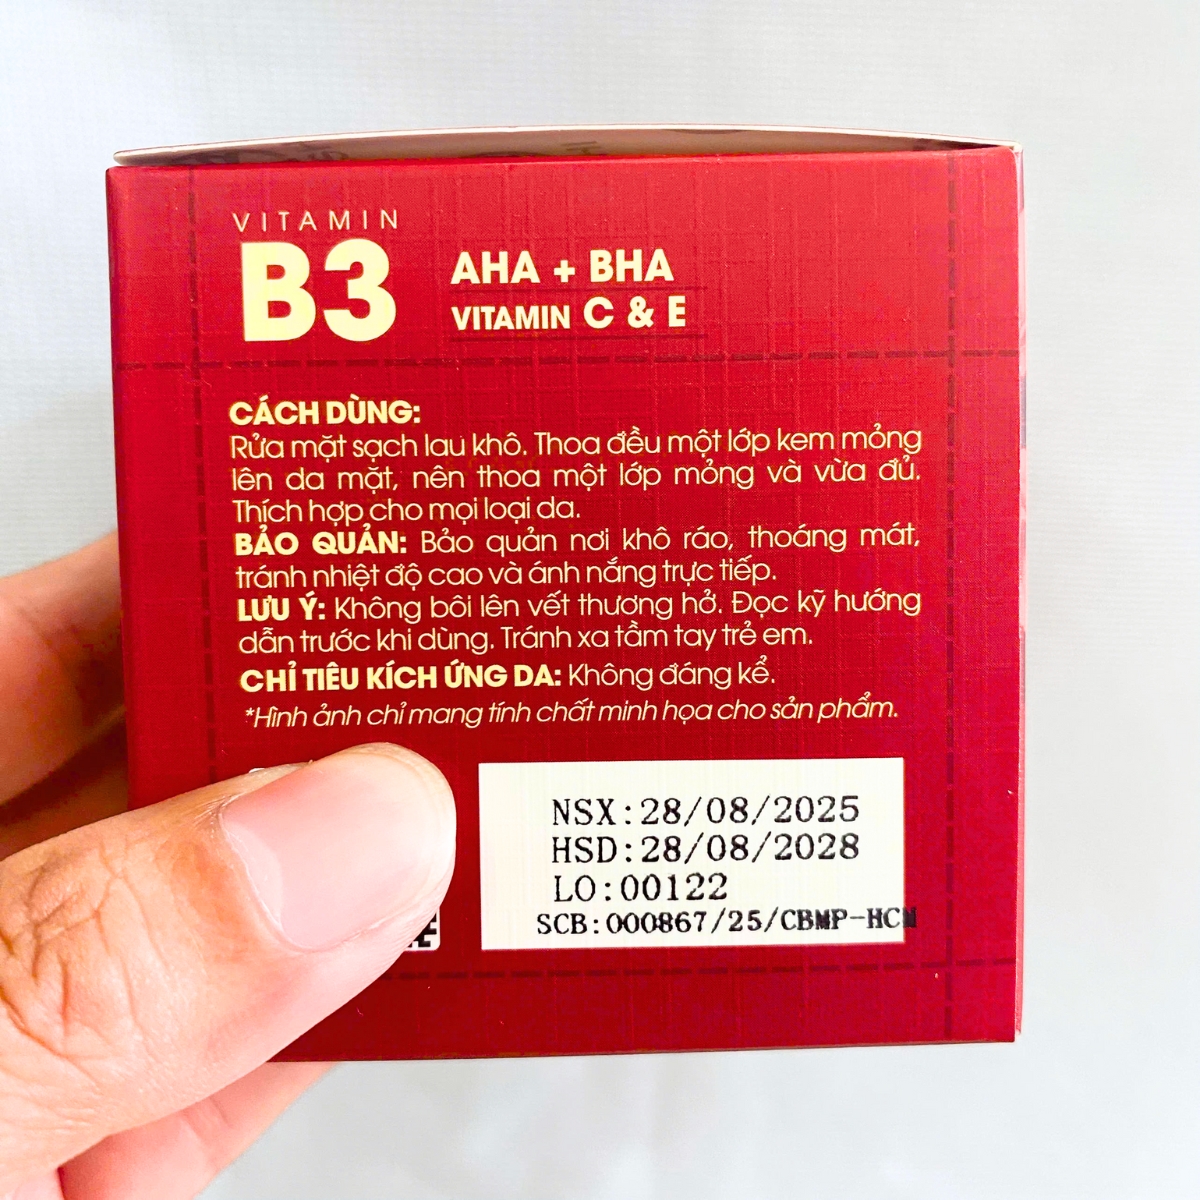 VITAMIN
B3
AHA + BHA
VITAMIN C & E
CÁCH DÙNG:
Rửa mặt sạch lau khô. Thoa đều một lớp kem mỏng
lên da mặt, nên thoa một lớp mỏng và vừa đủ.
Thích hợp cho mọi loại da.
BẢO QUẢN: Bảo quản nơi khô ráo, thoáng mát,
tránh nhiệt độ cao và ánh nắng trực tiếp.
LƯU Ý: Không bôi lên vết thương hở. Đọc kỹ hướng
dẫn trước khi dùng. Tránh xa tầm tay trẻ em.
CHỈ TIÊU KÍCH ỨNG DA: Không đáng kể.
*Hình ảnh chỉ mang tính chất minh họa cho sản phẩm.
NSX:28/08/2025
HSD:28/08/2028
LO:00122
SCB:000867/25/CBMP-HCM